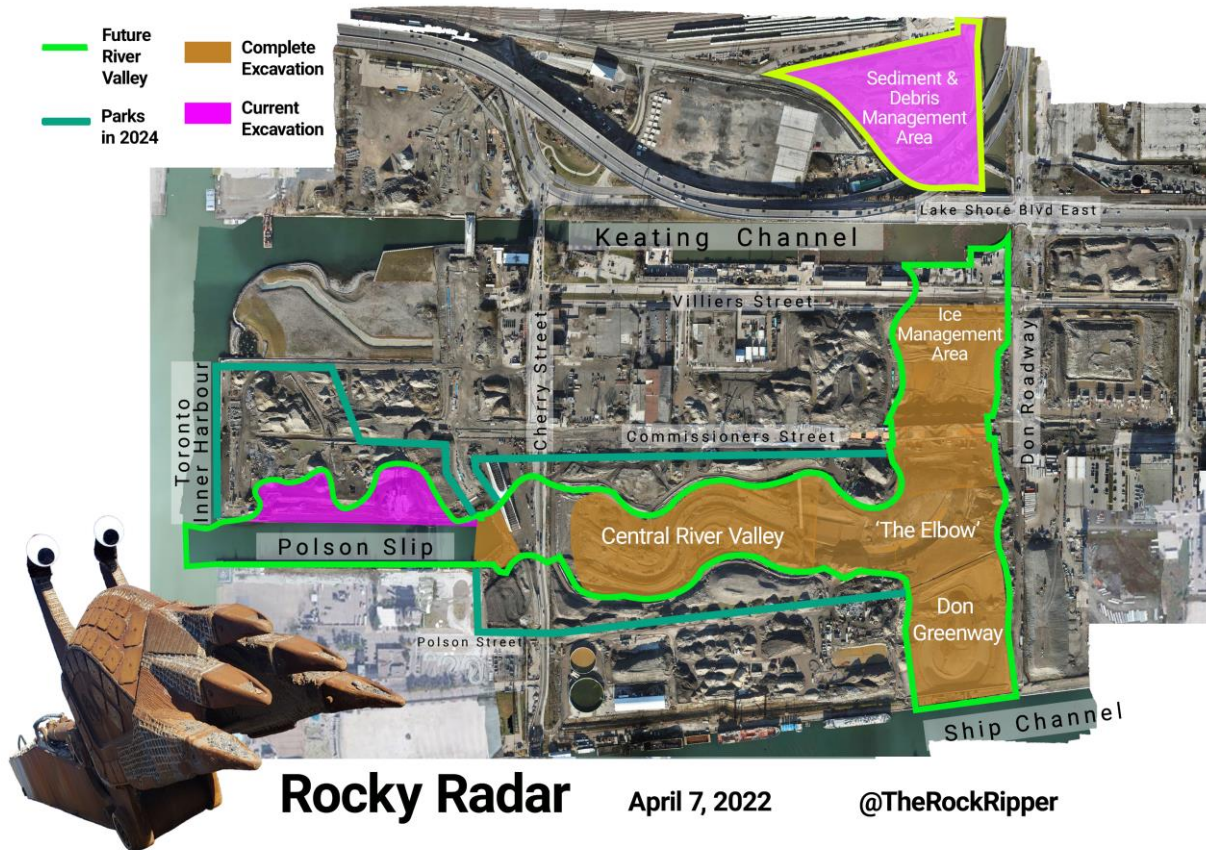 Future
River
Valley
Complete
Excavation
Parks
in 2024
Current
Excavation
Sediment &
Debris
Management
Area
Lake Shore Blvd East
Keating Channel
Villiers Street
Ice
Management
Area
Don Roadway
Cherry Street
Toronto
Inner Harbour
Commissioners Street
Central River Valley
'The Elbow'
Polson Slip
Don
Greenway
Polson Street
Ship Channel
Rocky Radar
April 7, 2022
@TheRockRipper